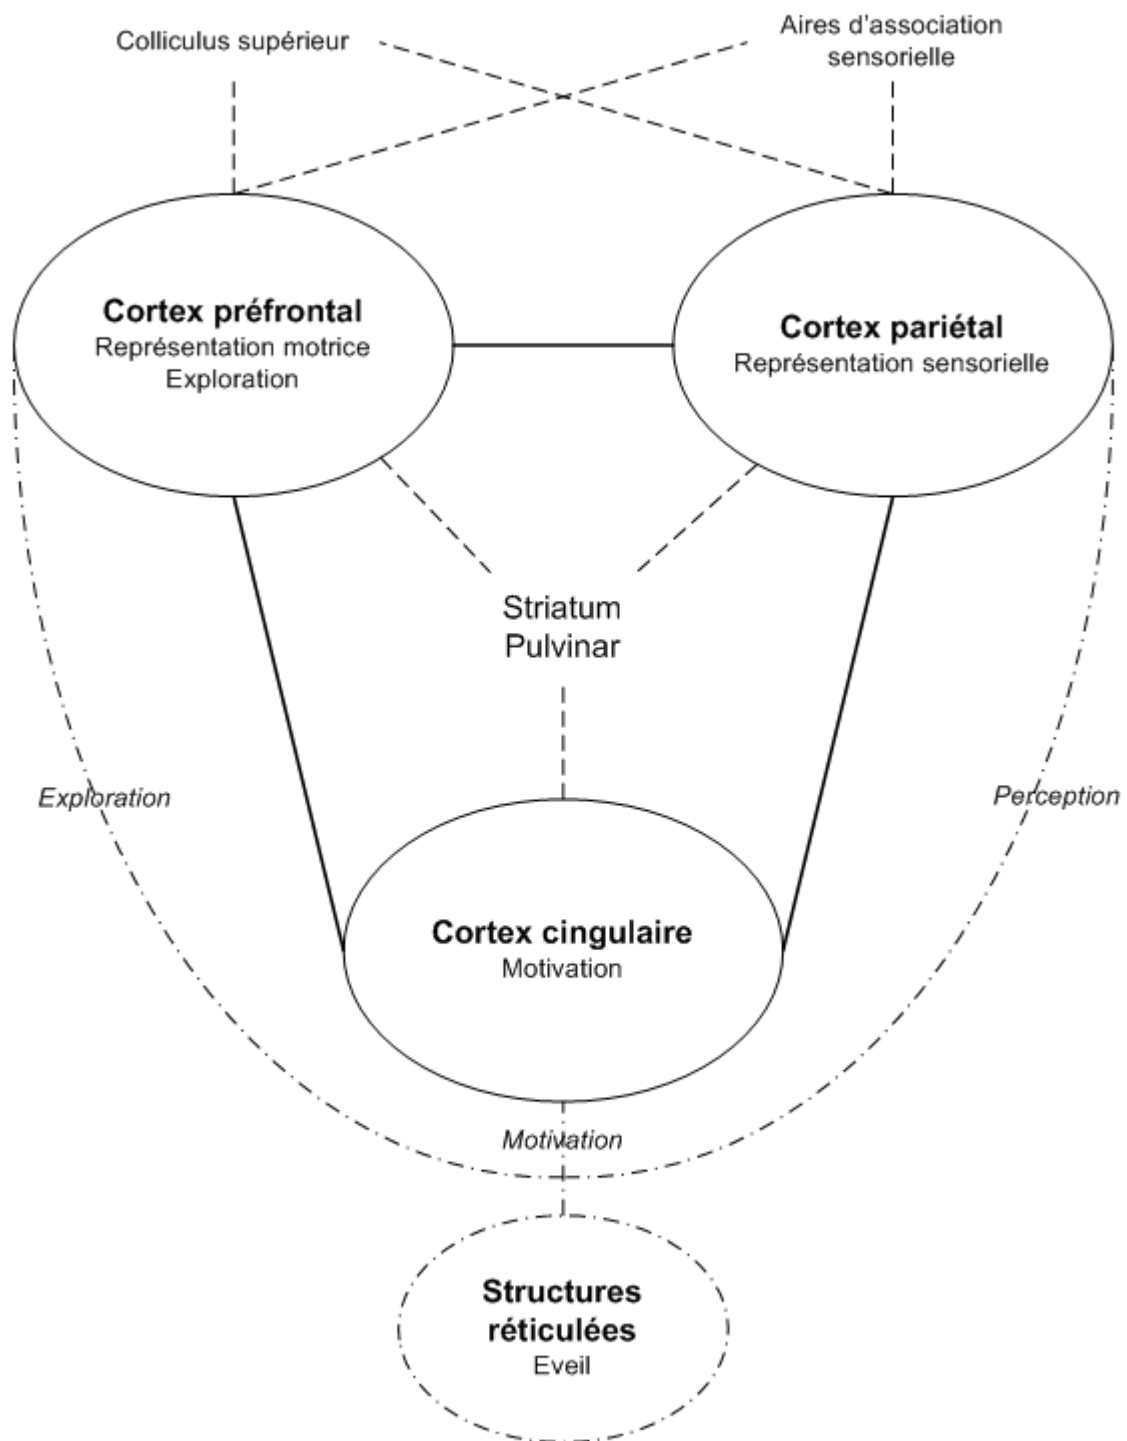 Colliculus supérieur
Aires d'association
sensorielle
Cortex préfrontal
Représentation motrice
Exploration
Cortex pariétal
Représentation sensorielle
Striatum
Pulvinar
Exploration
Perception
Cortex cingulaire
Motivation
Motivation
Structures
réticulées
Eveil